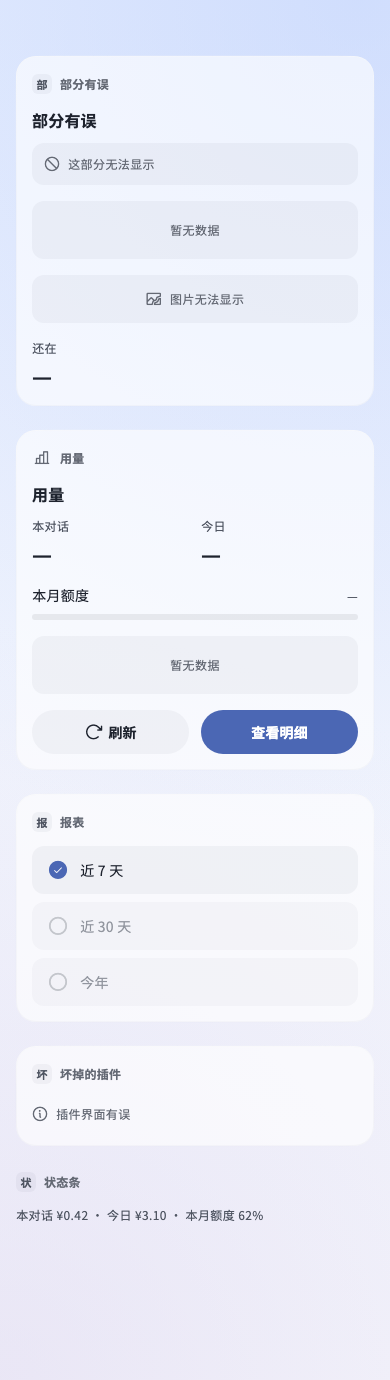 部 部分有误
部分有误
这部分无法显示
暂无数据
图片无法显示
还在
—
用量
用量
本对话 今日
— —
本月额度 —
暂无数据
刷新 查看明细
报 报表
近 7 天
近 30 天
今年
坏 坏掉的插件
插件界面有误
状 状态条
本对话 ¥0.42 · 今日 ¥3.10 · 本月额度 62%